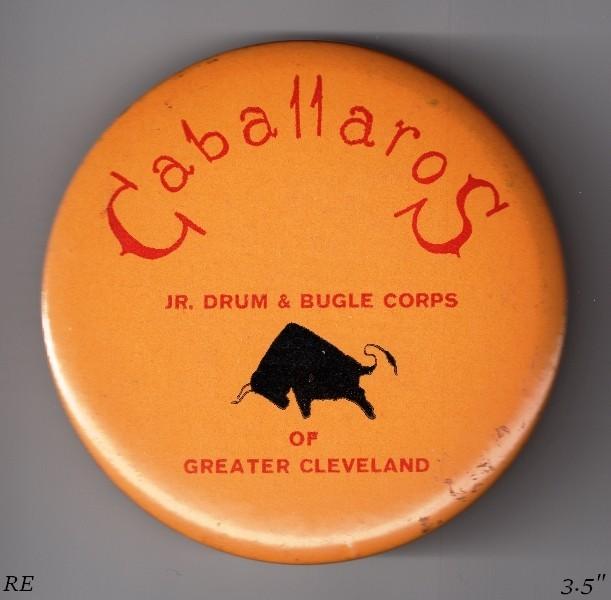 Caballaros
JR. DRUM & BUGLE CORPS
OF
GREATER CLEVELAND
RE
3.5"